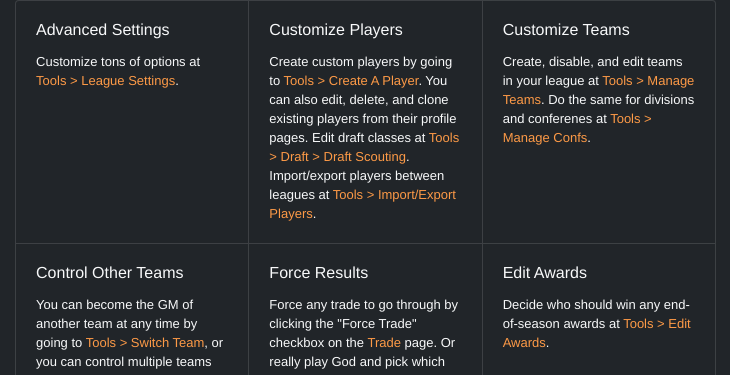 Advanced Settings
Customize tons of options at
Tools > League Settings.
Customize Players
Create custom players by going
to Tools > Create A Player. You
can also edit, delete, and clone
existing players from their profile
pages. Edit draft classes at Tools
> Draft > Draft Scouting.
Import/export players between
leagues at Tools > Import/Export
Players.
Customize Teams
Create, disable, and edit teams
in your league at Tools > Manage
Teams. Do the same for divisions
and conferenes at Tools >
Manage Confs.
Control Other Teams
You can become the GM of
another team at any time by
going to Tools > Switch Team, or
you can control multiple teams
Force Results
Force any trade to go through by
clicking the "Force Trade"
checkbox on the Trade page. Or
really play God and pick which
Edit Awards
Decide who should win any end-
of-season awards at Tools > Edit
Awards.